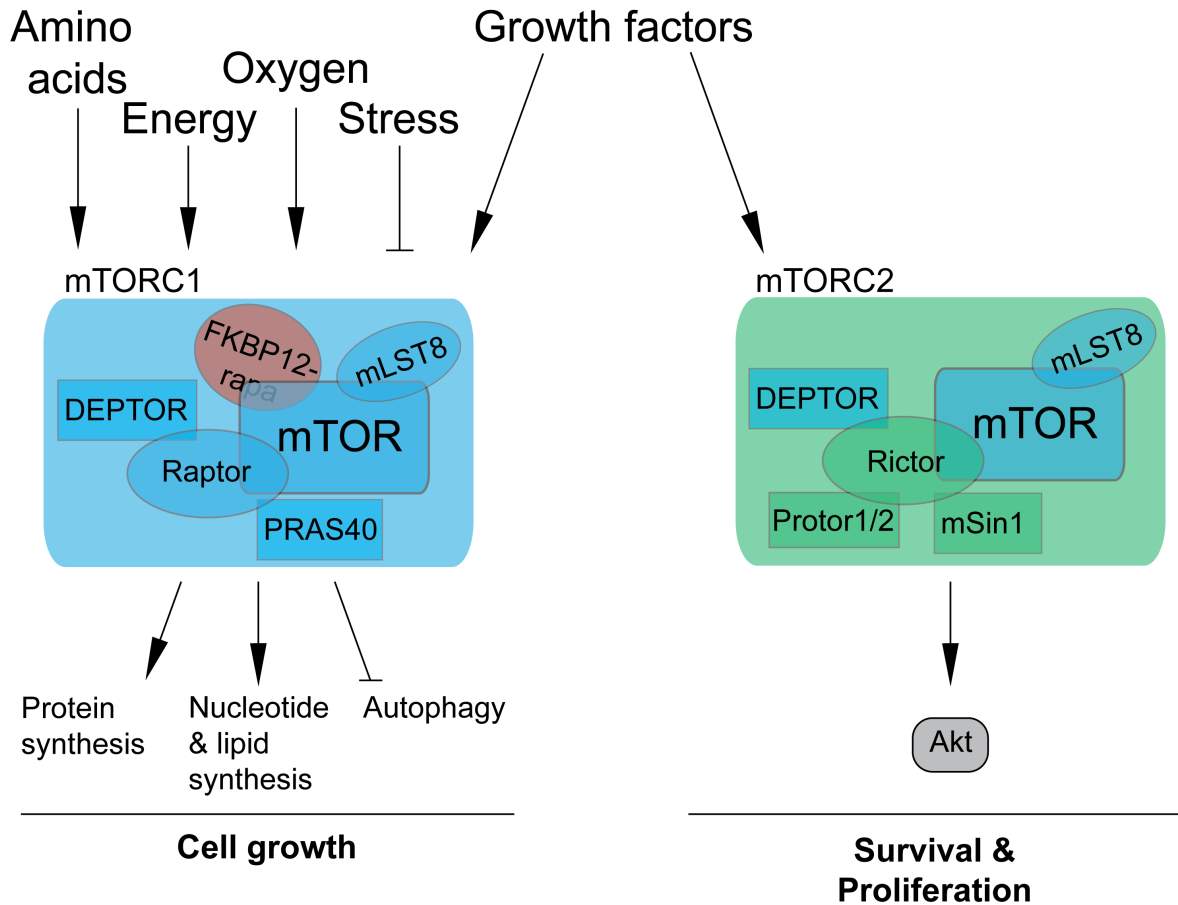 Amino
acids
Energy
Oxygen
Stress
Growth factors
mTORC1
FKBP12-
rapa
mLST8
DEPTOR
mTOR
Raptor
PRAS40
mTORC2
mLST8
DEPTOR
mTOR
Rictor
Protor1/2
mSin1
Protein
synthesis
Nucleotide
& lipid
synthesis
Autophagy
Akt
Cell growth
Survival &
Proliferation